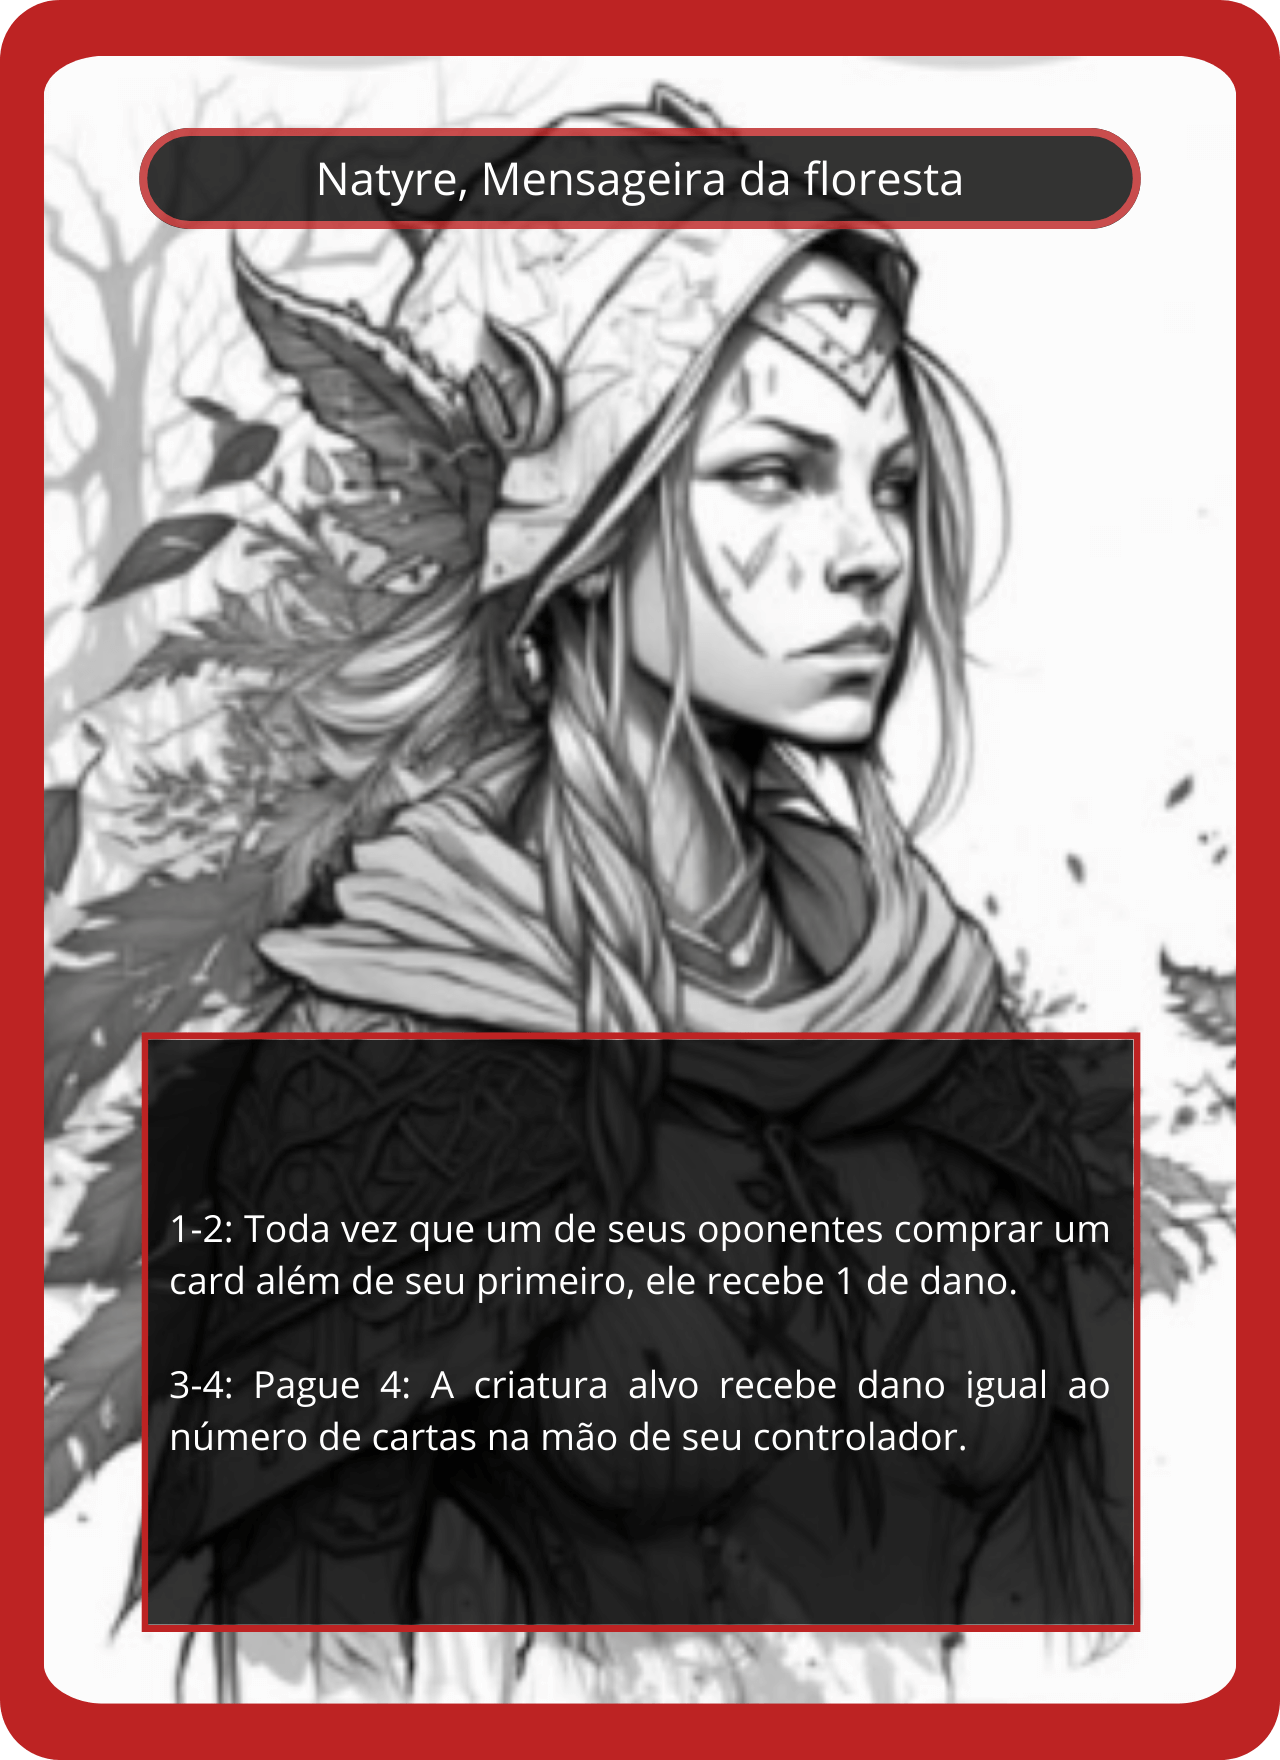 Natyre, Mensageira da floresta
1-2: Toda vez que um de seus oponentes comprar um
card além de seu primeiro, ele recebe 1 de dano.
3-4: Pague 4: A criatura alvo recebe dano igual ao
número de cartas na mão de seu controlador.